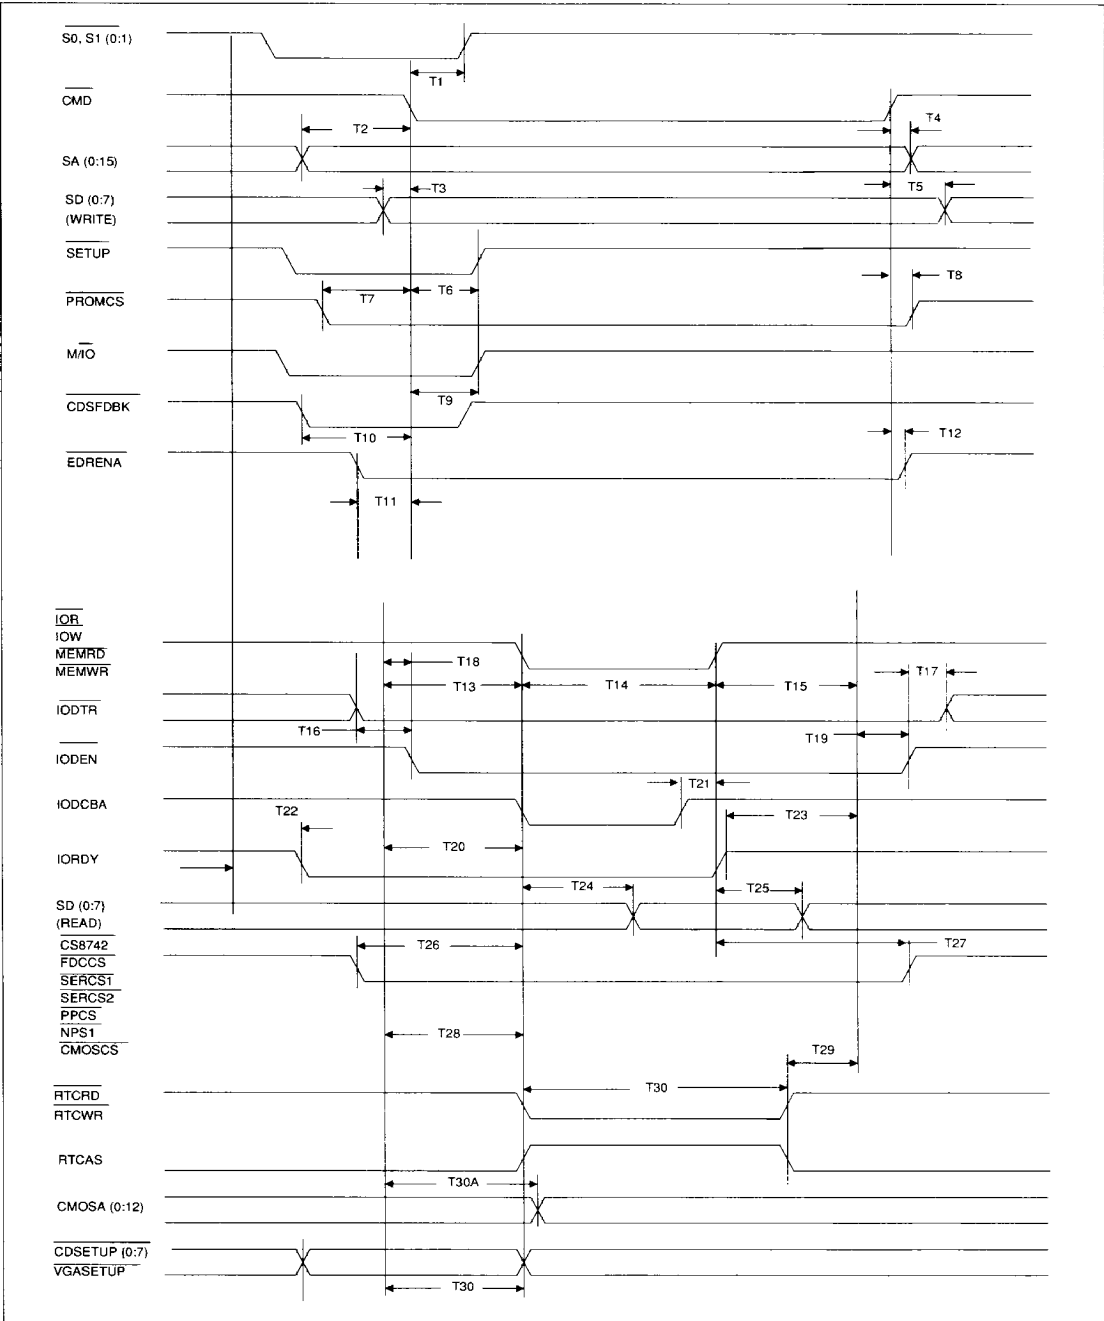 S0, S1 (0:1)
T1
CMD
T4
T2
SA (0:15)
T3
T5
SD (0:7)
(WRITE)
SETUP
T8
T7
T6
PROMCS
M/IO
T9
CDSFDBK
T10
T12
EDRENA
T11
IOR
IOW
MEMRD
MEMWR
T18
T17
T13
T14
T15
IODTR
T16
T19
IODEN
T21
IODCBA
T22
T23
T20
IORDY
T24
T25
SD (0:7)
(READ)
CS8742
T26
T27
FDCCS
SERCS1
SERCS2
PPCS
NPS1
T28
CMOSCS
T29
T30
RTCRD
RTCWR
RTCAS
T30A
CMOSA (0:12)
CDSETUP (0:7)
VGASETUP
T30